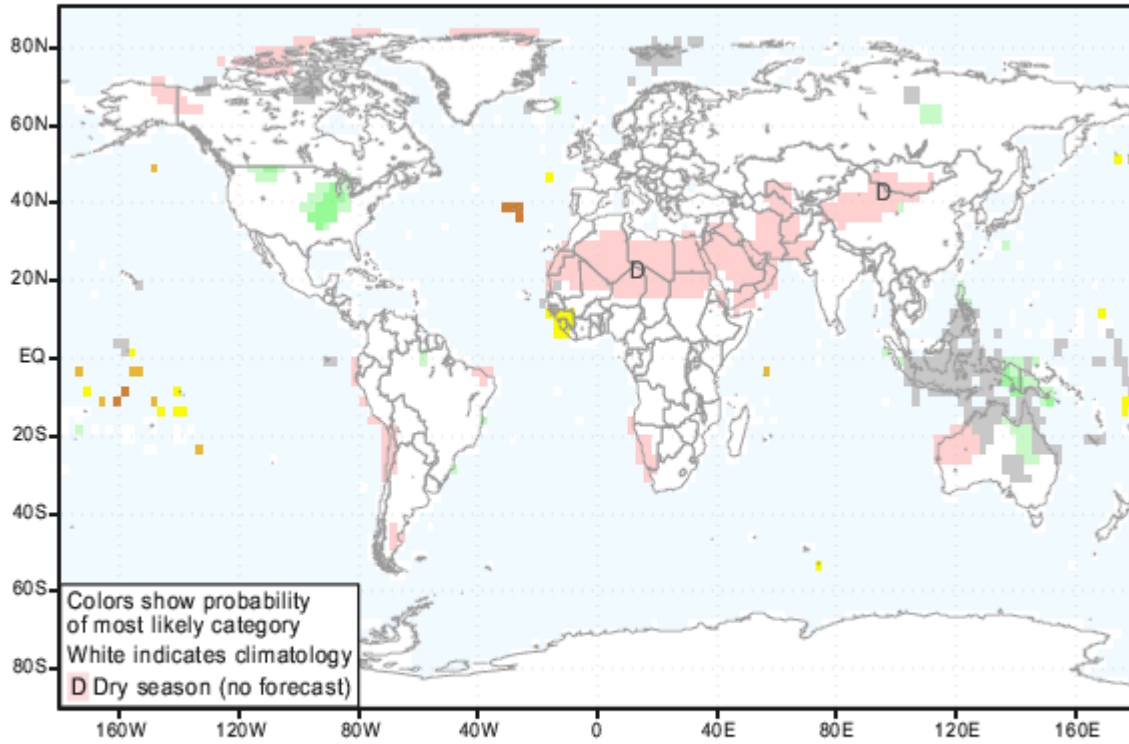 80N
60N
40N
20N
EQ
20S
40S
60S
80S
D
D
Colors show probability
of most likely category
White indicates climatology
D Dry season (no forecast)
160W 120W 80W 40W 0 40E 80E 120E 160E